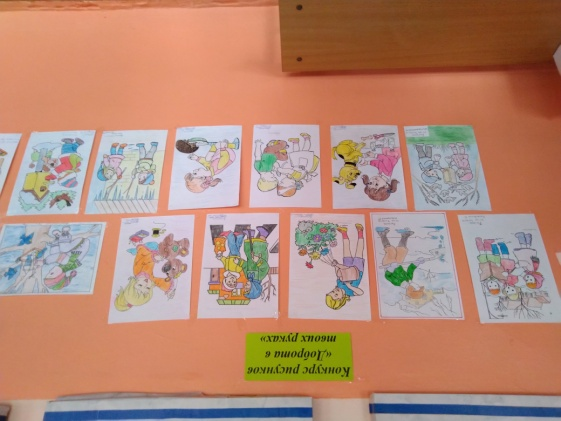 Конкурс рисунков
«Доброта в
твоих руках»